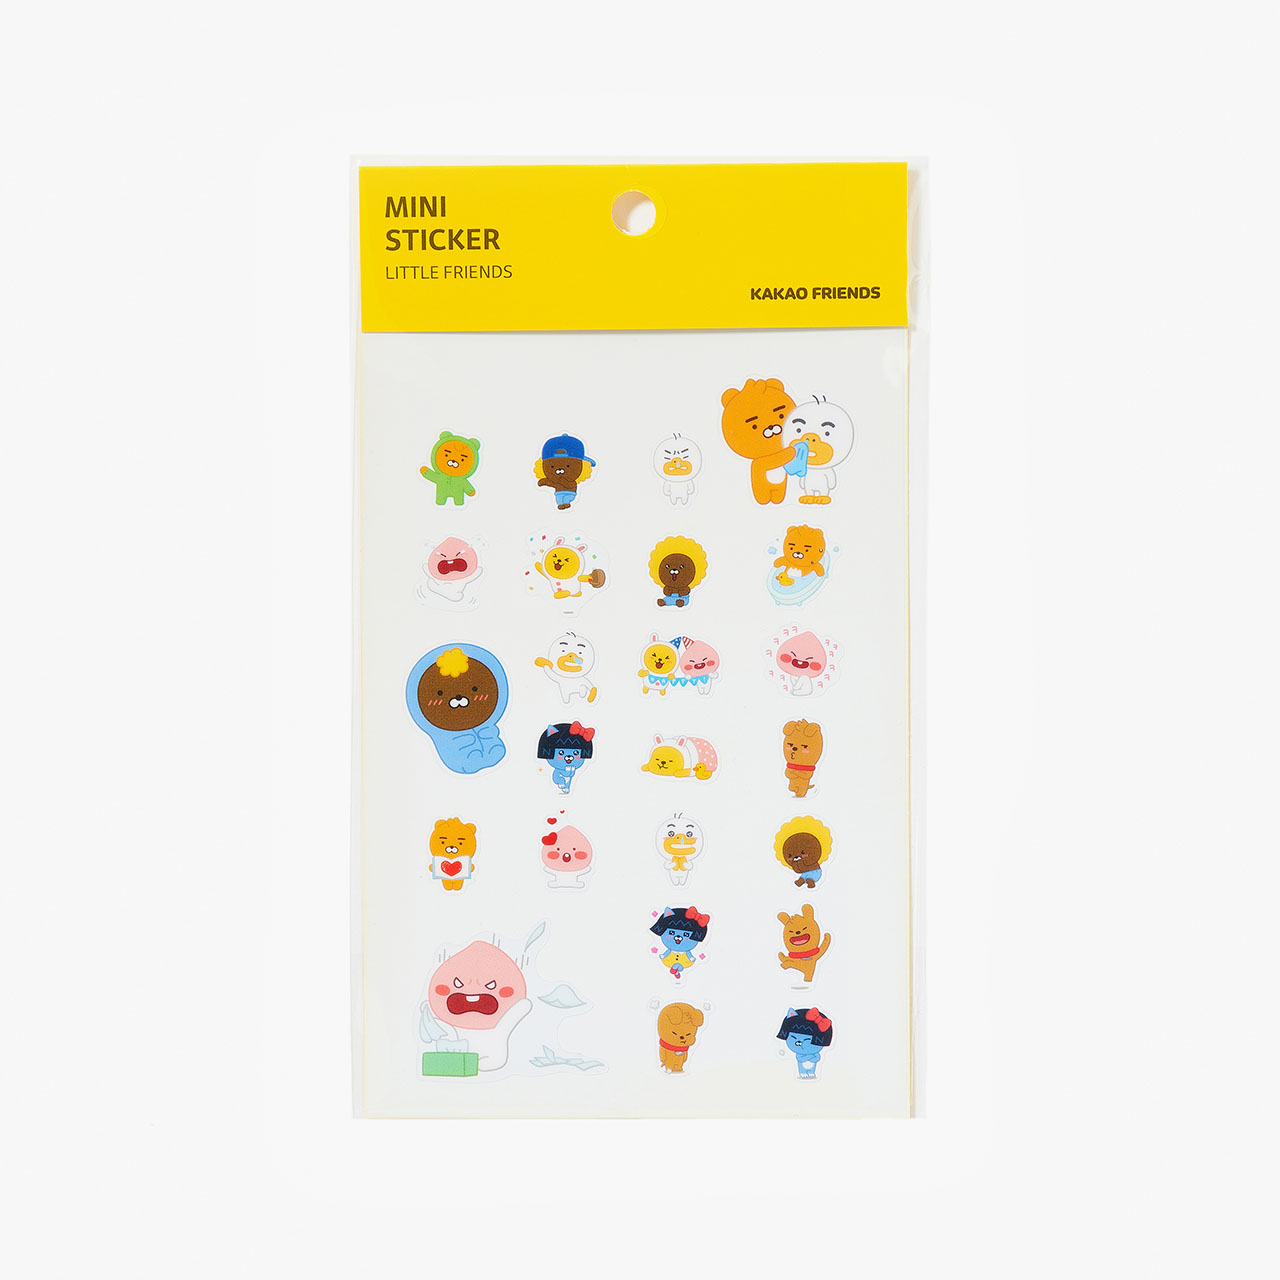 MINI
STICKER
LITTLE FRIENDS
KAKAO FRIENDS
ㅋ ㅋ ㅋ ㅋ ㅋ ㅋ ㅋ